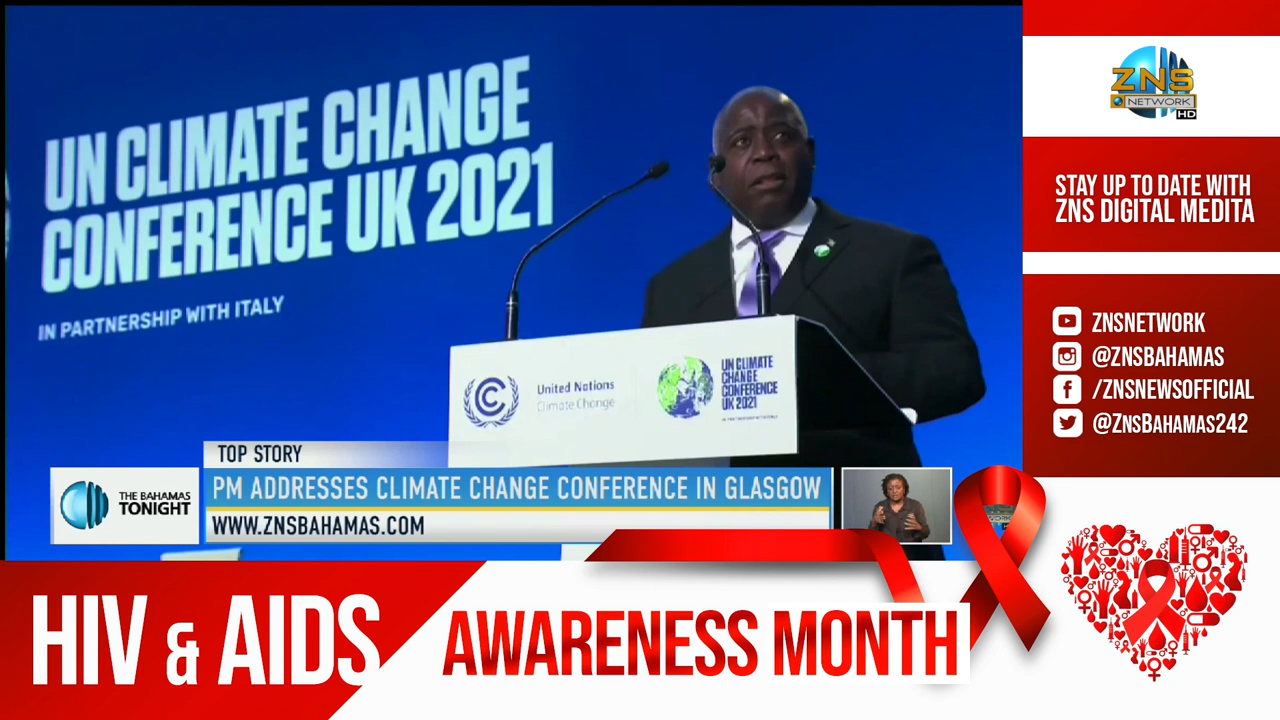 UN CLIMATE CHANGE
CONFERENCE UK 2021
IN PARTNERSHIP WITH ITALY
United Nations
Climate Change
UN CLIMATE
CHANGE
CONFERENCE
UK 2021
TOP STORY
THE BAHAMAS
TONIGHT
PM ADDRESSES CLIMATE CHANGE CONFERENCE IN GLASGOW
WWW.ZNSBAHAMAS.COM
ZNS
NETWORK
HD
STAY UP TO DATE WITH
ZNS DIGITAL MEDITA
ZNSNETWORK
@ZNSBAHAMAS
/ZNSNEWSOFFICIAL
@ZNSBAHAMAS242
HIV & AIDS
AWARENESS MONTH